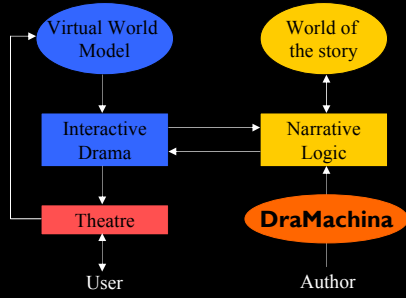 Virtual World
Model
World of
the story
Interactive
Drama
Narrative
Logic
Theatre
DraMachina
User
Author